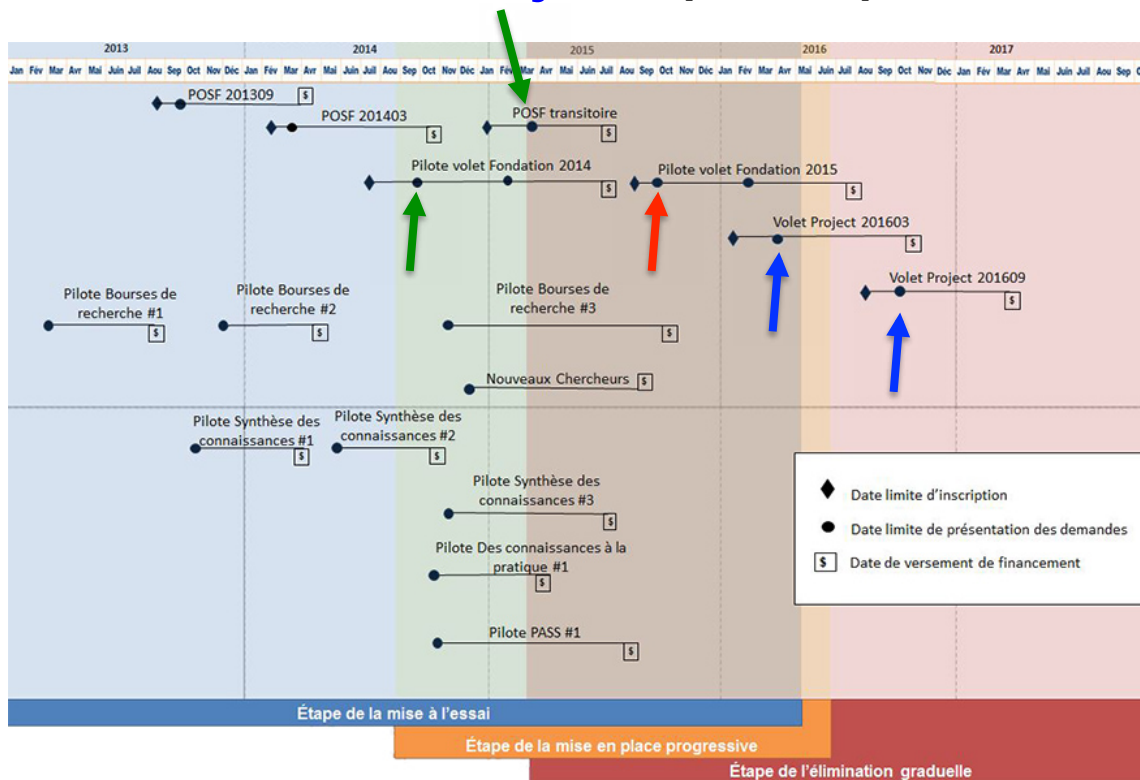 2013 2014 2015 2016 2017
Jan Fév Mar Avr Mai Juin Juil Aou Sep Oct Nov Déc Jan Fév Mar Avr Mai Juin Juil Aou Sep Oct Nov Déc Jan Fév Mar Avr Mai Juin Juil Aou Sep Oct Nov Déc Jan Fév Mar Avr Mai Juin Juil Aou Sep Oct Nov Déc Jan Fév Mar Avr Mai Juin Juil Aou Sep
POSF 201309 $
POSF 201403 $
POSF transitoire $
Pilote volet Fondation 2014 $
Pilote volet Fondation 2015 $
Volet Project 201603 $
Volet Project 201609 $
Pilote Bourses de
recherche #1 $
Pilote Bourses de
recherche #2 $
Pilote Bourses de
recherche #3 $
Nouveaux Chercheurs $
Pilote Synthèse des
connaissances #1 $
Pilote Synthèse des
connaissances #2 $
Pilote Synthèse des
connaissances #3 $
Pilote Des connaissances à la
pratique #1 $
Pilote PASS #1 $
Date limite d'inscription
Date limite de présentation des demandes
$ Date de versement de financement
Étape de la mise à l'essai
Étape de la mise en place progressive
Étape de l'élimination graduelle